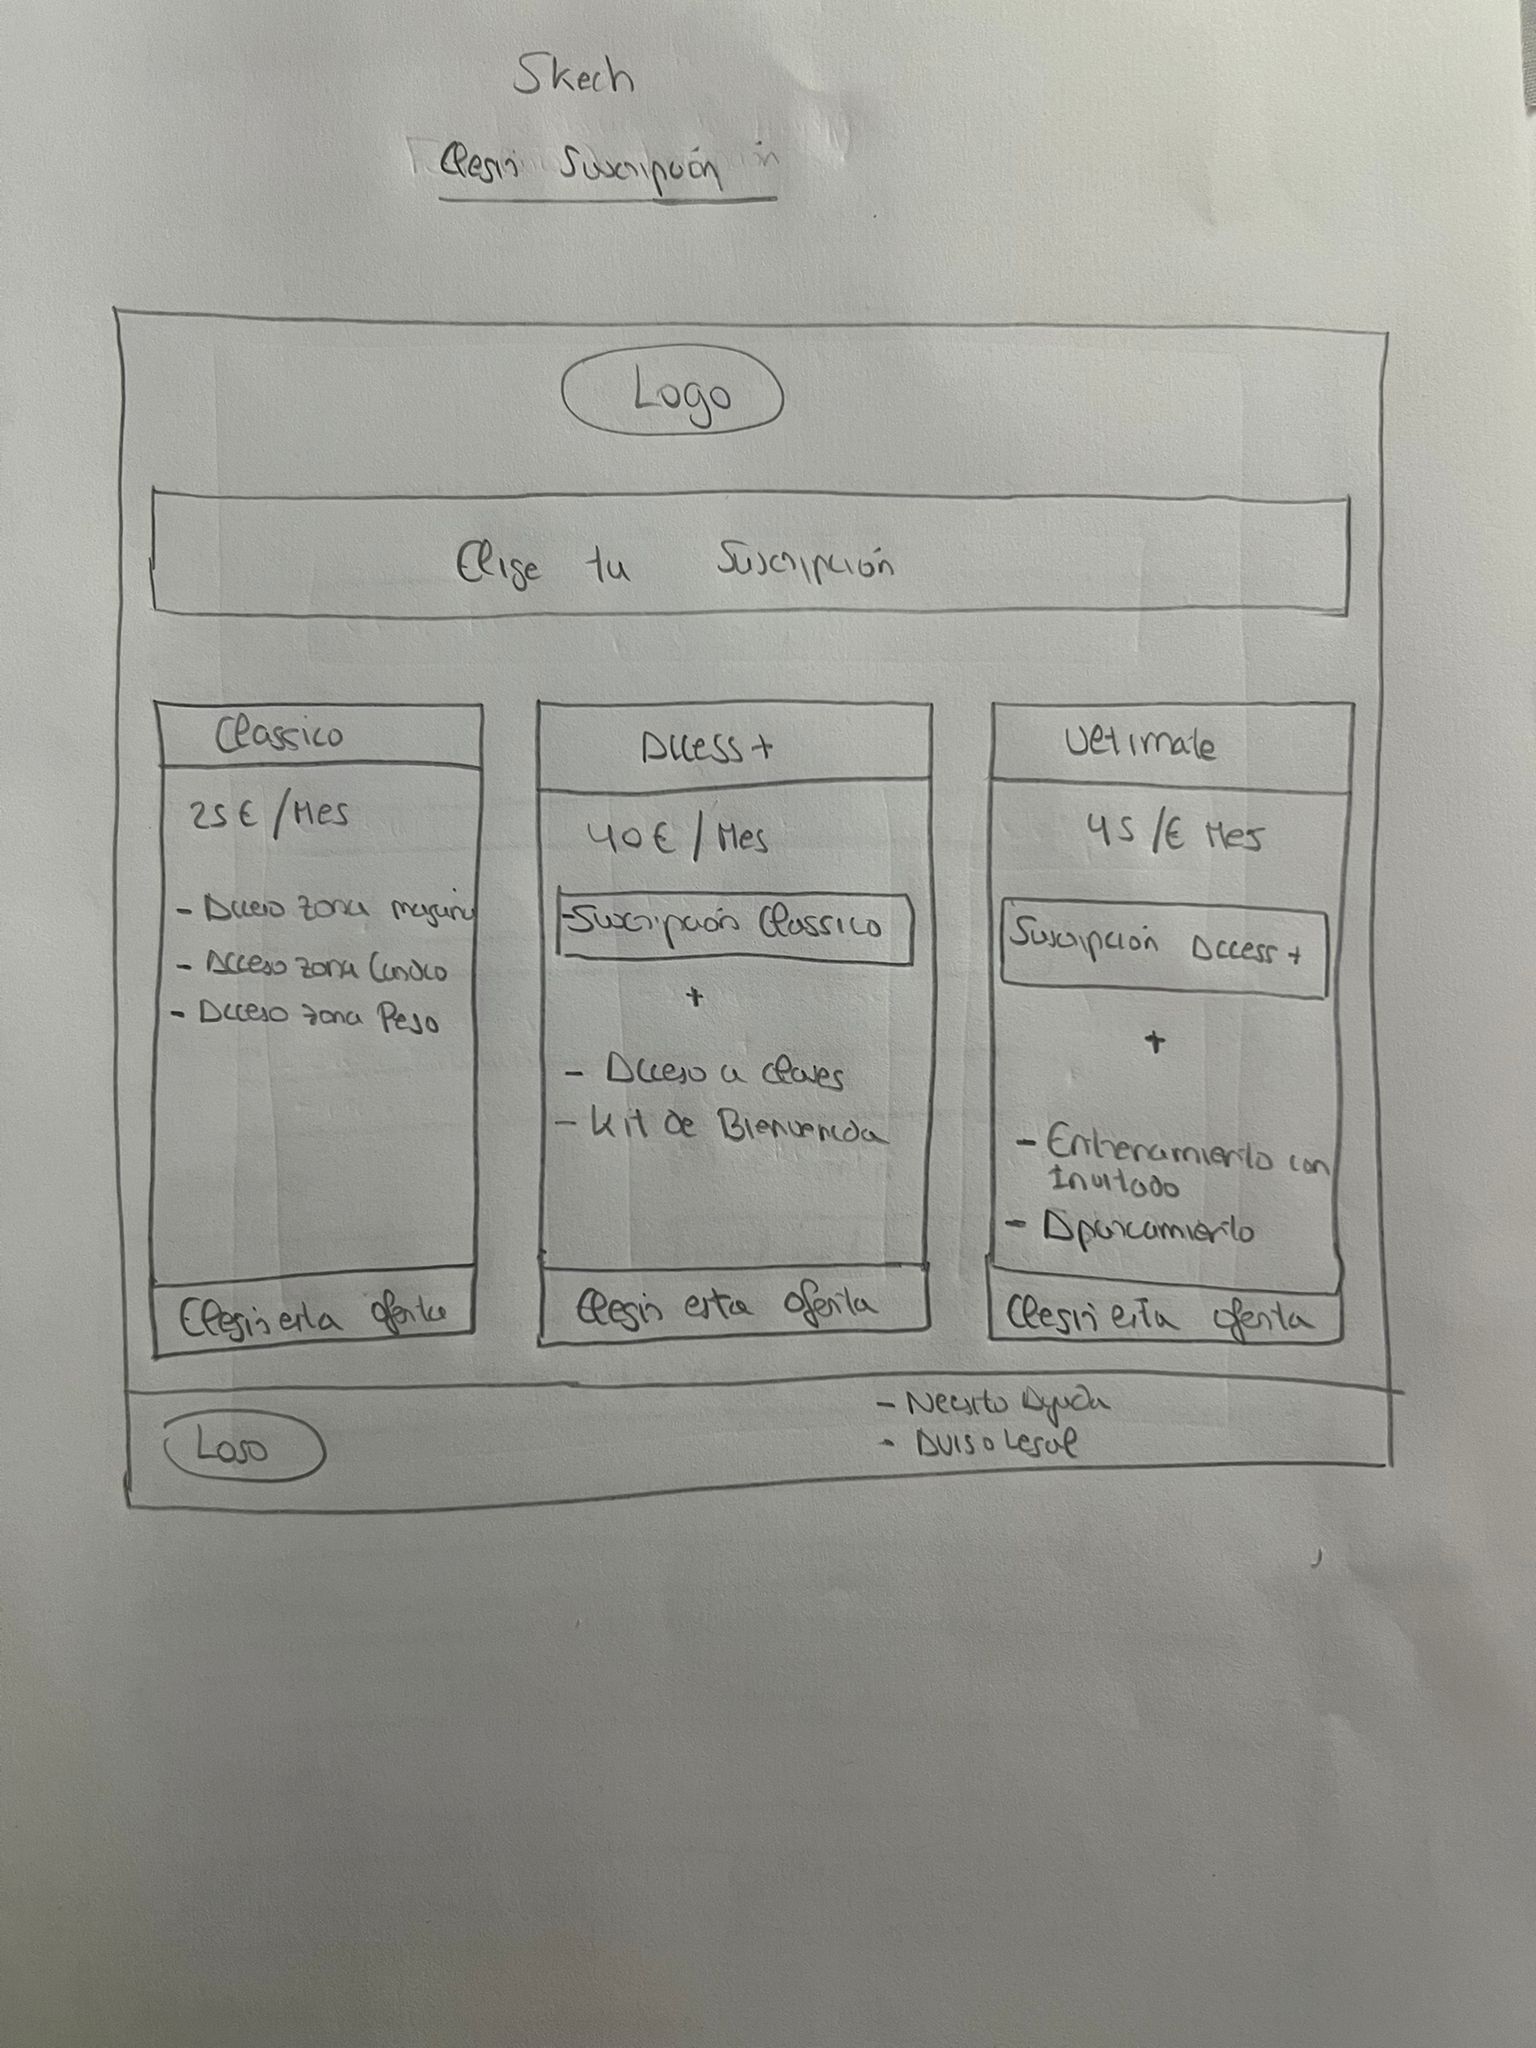 Skech
Elegir Suscripción
Logo
Elige tu Suscripción
Classico
25€/Mes
- Acceso zona maquina
- Acceso zona Cardio
- Acceso zona Peso
Elegir esta oferta
Access+
40€/Mes
-Suscripción Classico
+
- Acceso a clases
- Kit de Bienvenida
Elegir esta oferta
Ultimate
45/€ Mes
Suscripción Access+
+
- Entrenamiento con
Invitado
- Aparcamiento
Elegir esta oferta
Logo
- Necesito Ayuda
- Aviso Legal